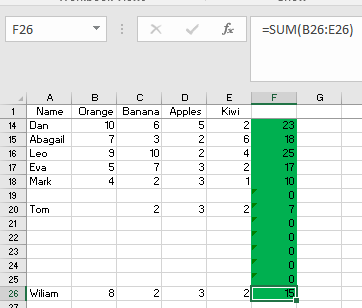 F26 =SUM(B26:E26)
A B C D E F G
1 Name Orange Banana Apples Kiwi
14 Dan 10 6 5 2 23
15 Abagail 7 3 2 6 18
16 Leo 9 10 2 4 25
17 Eva 5 7 3 2 17
18 Mark 4 2 3 1 10
19 0
20 Tom 2 3 2 7
21 0
22 0
23 0
24 0
25 0
26 Wiliam 8 2 3 2 15